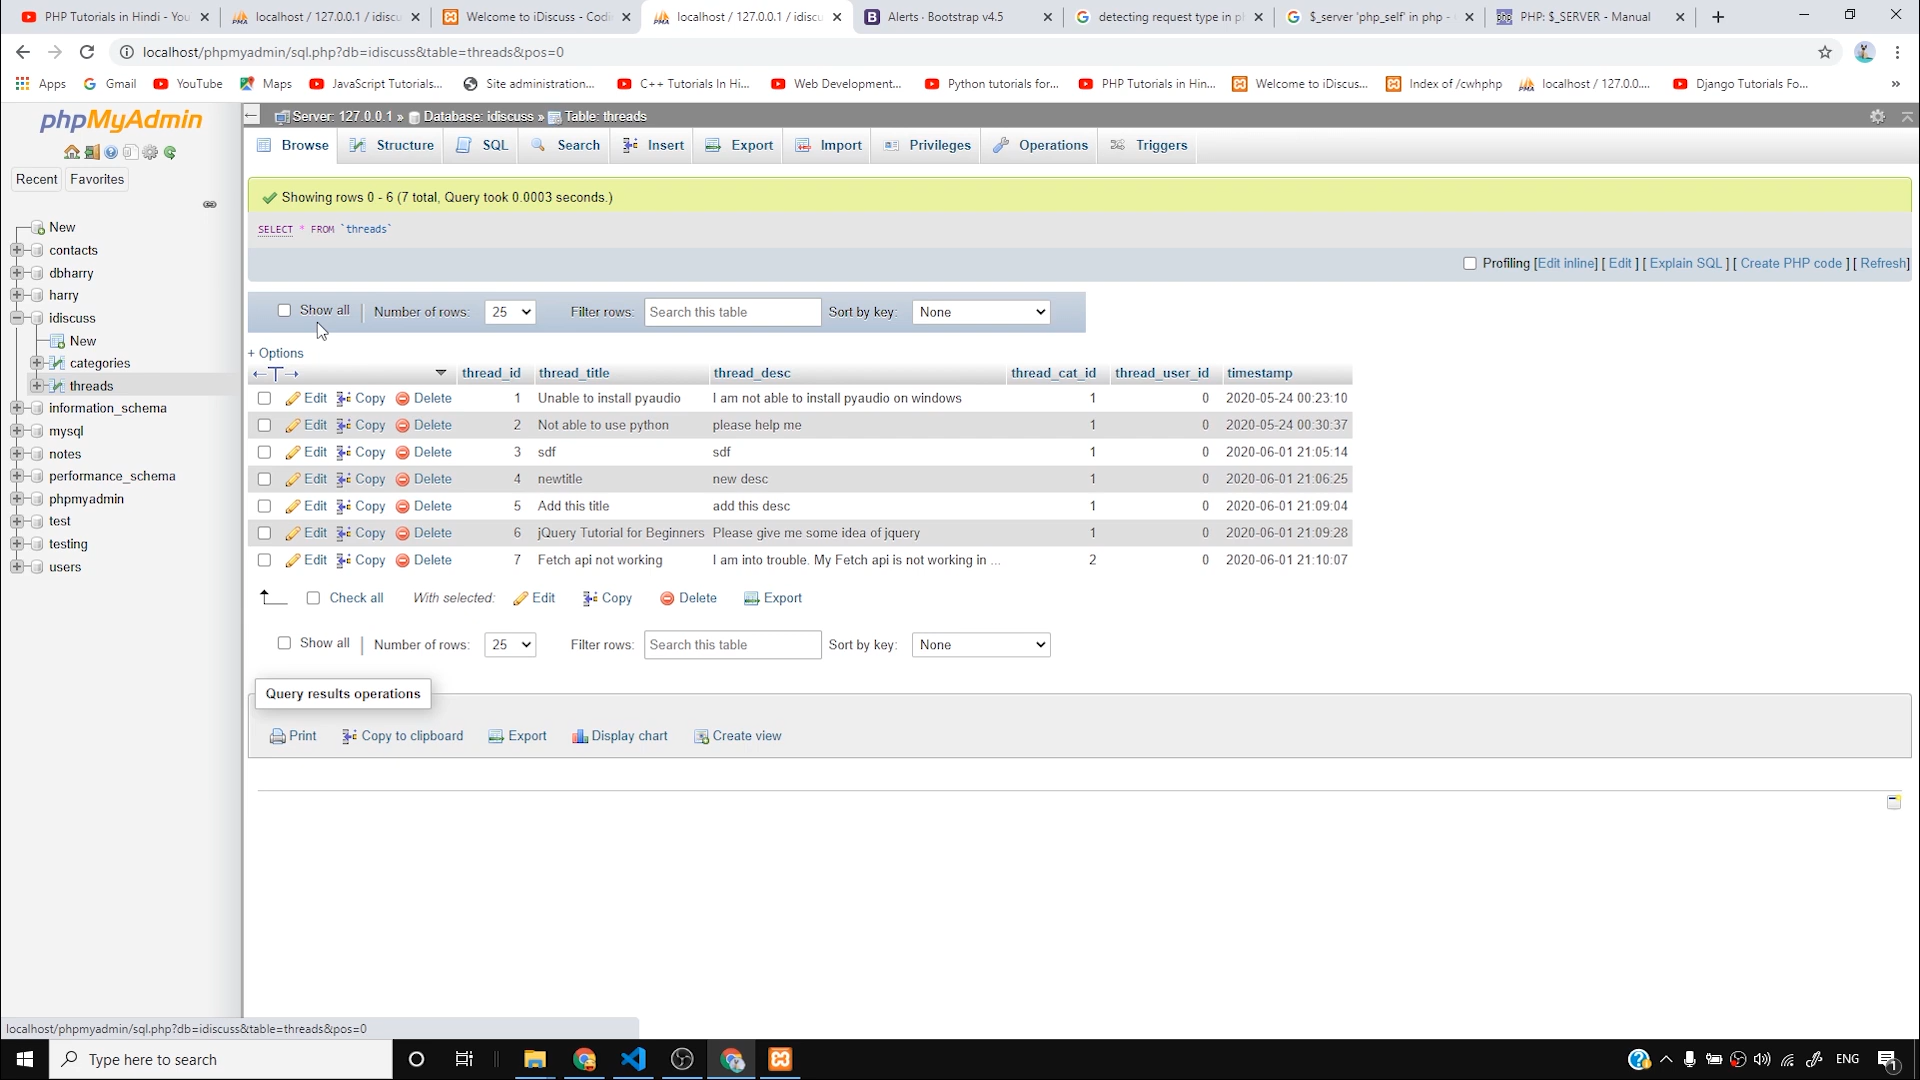 PHP Tutorials in Hindi - You
localhost / 127.0.0.1 / idiscu
Welcome to iDiscuss - Codi
localhost / 127.0.0.1 / idiscu
Alerts · Bootstrap v4.5
detecting request type in p
$_server 'php_self' in php -
PHP: $_SERVER - Manual
localhost/phpmyadmin/sql.php?db=idiscuss&table=threads&pos=0
Apps
Gmail
YouTube
Maps
JavaScript Tutorials...
Site administration...
C++ Tutorials In Hi...
Web Development...
Python tutorials for...
PHP Tutorials in Hin...
Welcome to iDiscus...
Index of /cwhphp
localhost / 127.0.0....
Django Tutorials Fo...
»
phpMyAdmin
Recent
Favorites
New
contacts
dbharry
harry
idiscuss
New
categories
threads
information_schema
mysql
notes
performance_schema
phpmyadmin
test
testing
users
Server: 127.0.0.1 » Database: idiscuss » Table: threads
Browse
Structure
SQL
Search
Insert
Export
Import
Privileges
Operations
Triggers
Showing rows 0 - 6 (7 total, Query took 0.0003 seconds.)
SELECT * FROM `threads`
Profiling [Edit inline] [ Edit ] [ Explain SQL ] [ Create PHP code ] [ Refresh]
Show all | Number of rows: 25 Filter rows: Search this table Sort by key: None
+ Options
←T→ thread_id thread_title thread_desc thread_cat_id thread_user_id timestamp
Edit Copy Delete 1 Unable to install pyaudio I am not able to install pyaudio on windows 1 0 2020-05-24 00:23:10
Edit Copy Delete 2 Not able to use python please help me 1 0 2020-05-24 00:30:37
Edit Copy Delete 3 sdf sdf 1 0 2020-06-01 21:05:14
Edit Copy Delete 4 newtitle new desc 1 0 2020-06-01 21:06:25
Edit Copy Delete 5 Add this title add this desc 1 0 2020-06-01 21:09:04
Edit Copy Delete 6 jQuery Tutorial for Beginners Please give me some idea of jquery 1 0 2020-06-01 21:09:28
Edit Copy Delete 7 Fetch api not working I am into trouble. My Fetch api is not working in ... 2 0 2020-06-01 21:10:07
Check all With selected: Edit Copy Delete Export
Show all | Number of rows: 25 Filter rows: Search this table Sort by key: None
Query results operations
Print Copy to clipboard Export Display chart Create view
localhost/phpmyadmin/sql.php?db=idiscuss&table=threads&pos=0
Type here to search
ENG
1